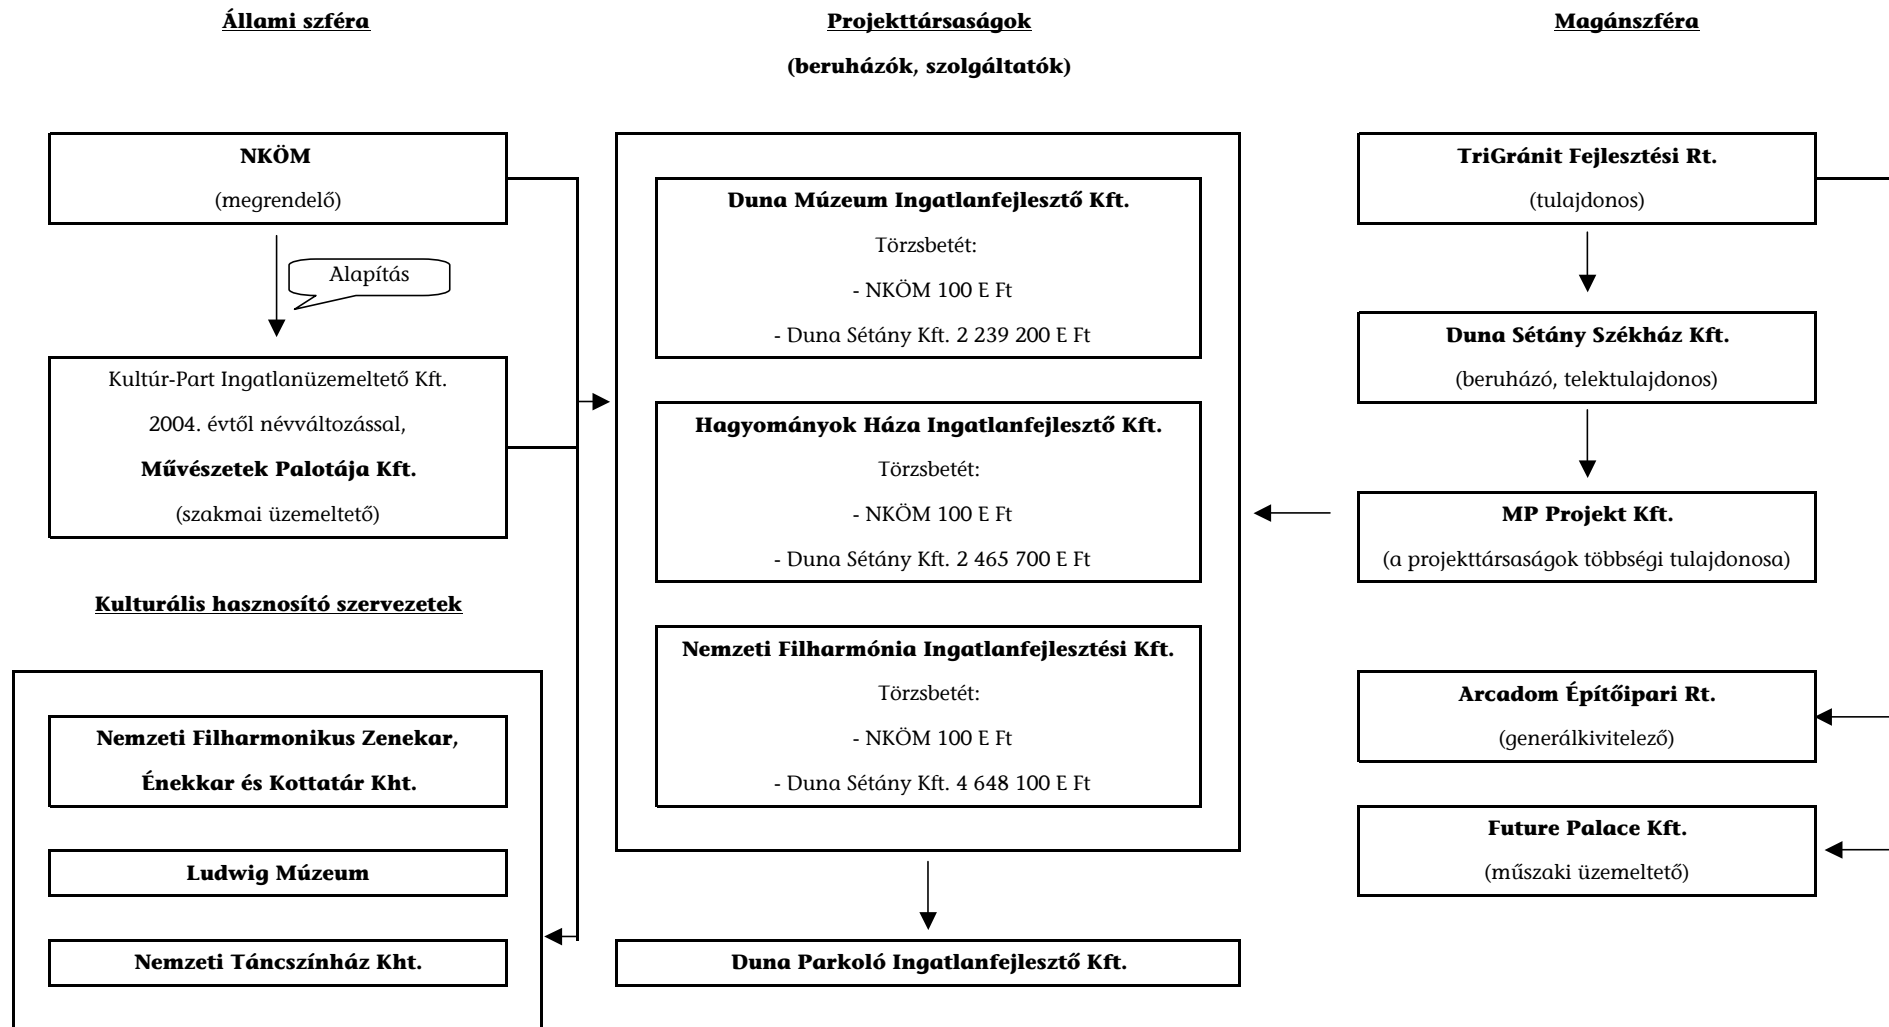 Állami szféra
NKÖM
(megrendelő)
Alapítás
Kultúr-Part Ingatlanüzemeltető Kft.
2004. évtől névváltozással,
Művészetek Palotája Kft.
(szakmai üzemeltető)
Kulturális hasznosító szervezetek
Nemzeti Filharmonikus Zenekar,
Énekkar és Kottatár Kht.
Ludwig Múzeum
Nemzeti Táncszínház Kht.
Projekttársaságok
(beruházók, szolgáltatók)
Duna Múzeum Ingatlanfejlesztő Kft.
Törzsbetét:
- NKÖM 100 E Ft
- Duna Sétány Kft. 2 239 200 E Ft
Hagyományok Háza Ingatlanfejlesztő Kft.
Törzsbetét:
- NKÖM 100 E Ft
- Duna Sétány Kft. 2 465 700 E Ft
Nemzeti Filharmónia Ingatlanfejlesztési Kft.
Törzsbetét:
- NKÖM 100 E Ft
- Duna Sétány Kft. 4 648 100 E Ft
Duna Parkoló Ingatlanfejlesztő Kft.
Magánszféra
TriGránit Fejlesztési Rt.
(tulajdonos)
Duna Sétány Székház Kft.
(beruházó, telektulajdonos)
MP Projekt Kft.
(a projekttársaságok többségi tulajdonosa)
Arcadom Építőipari Rt.
(generálkivitelező)
Future Palace Kft.
(műszaki üzemeltető)